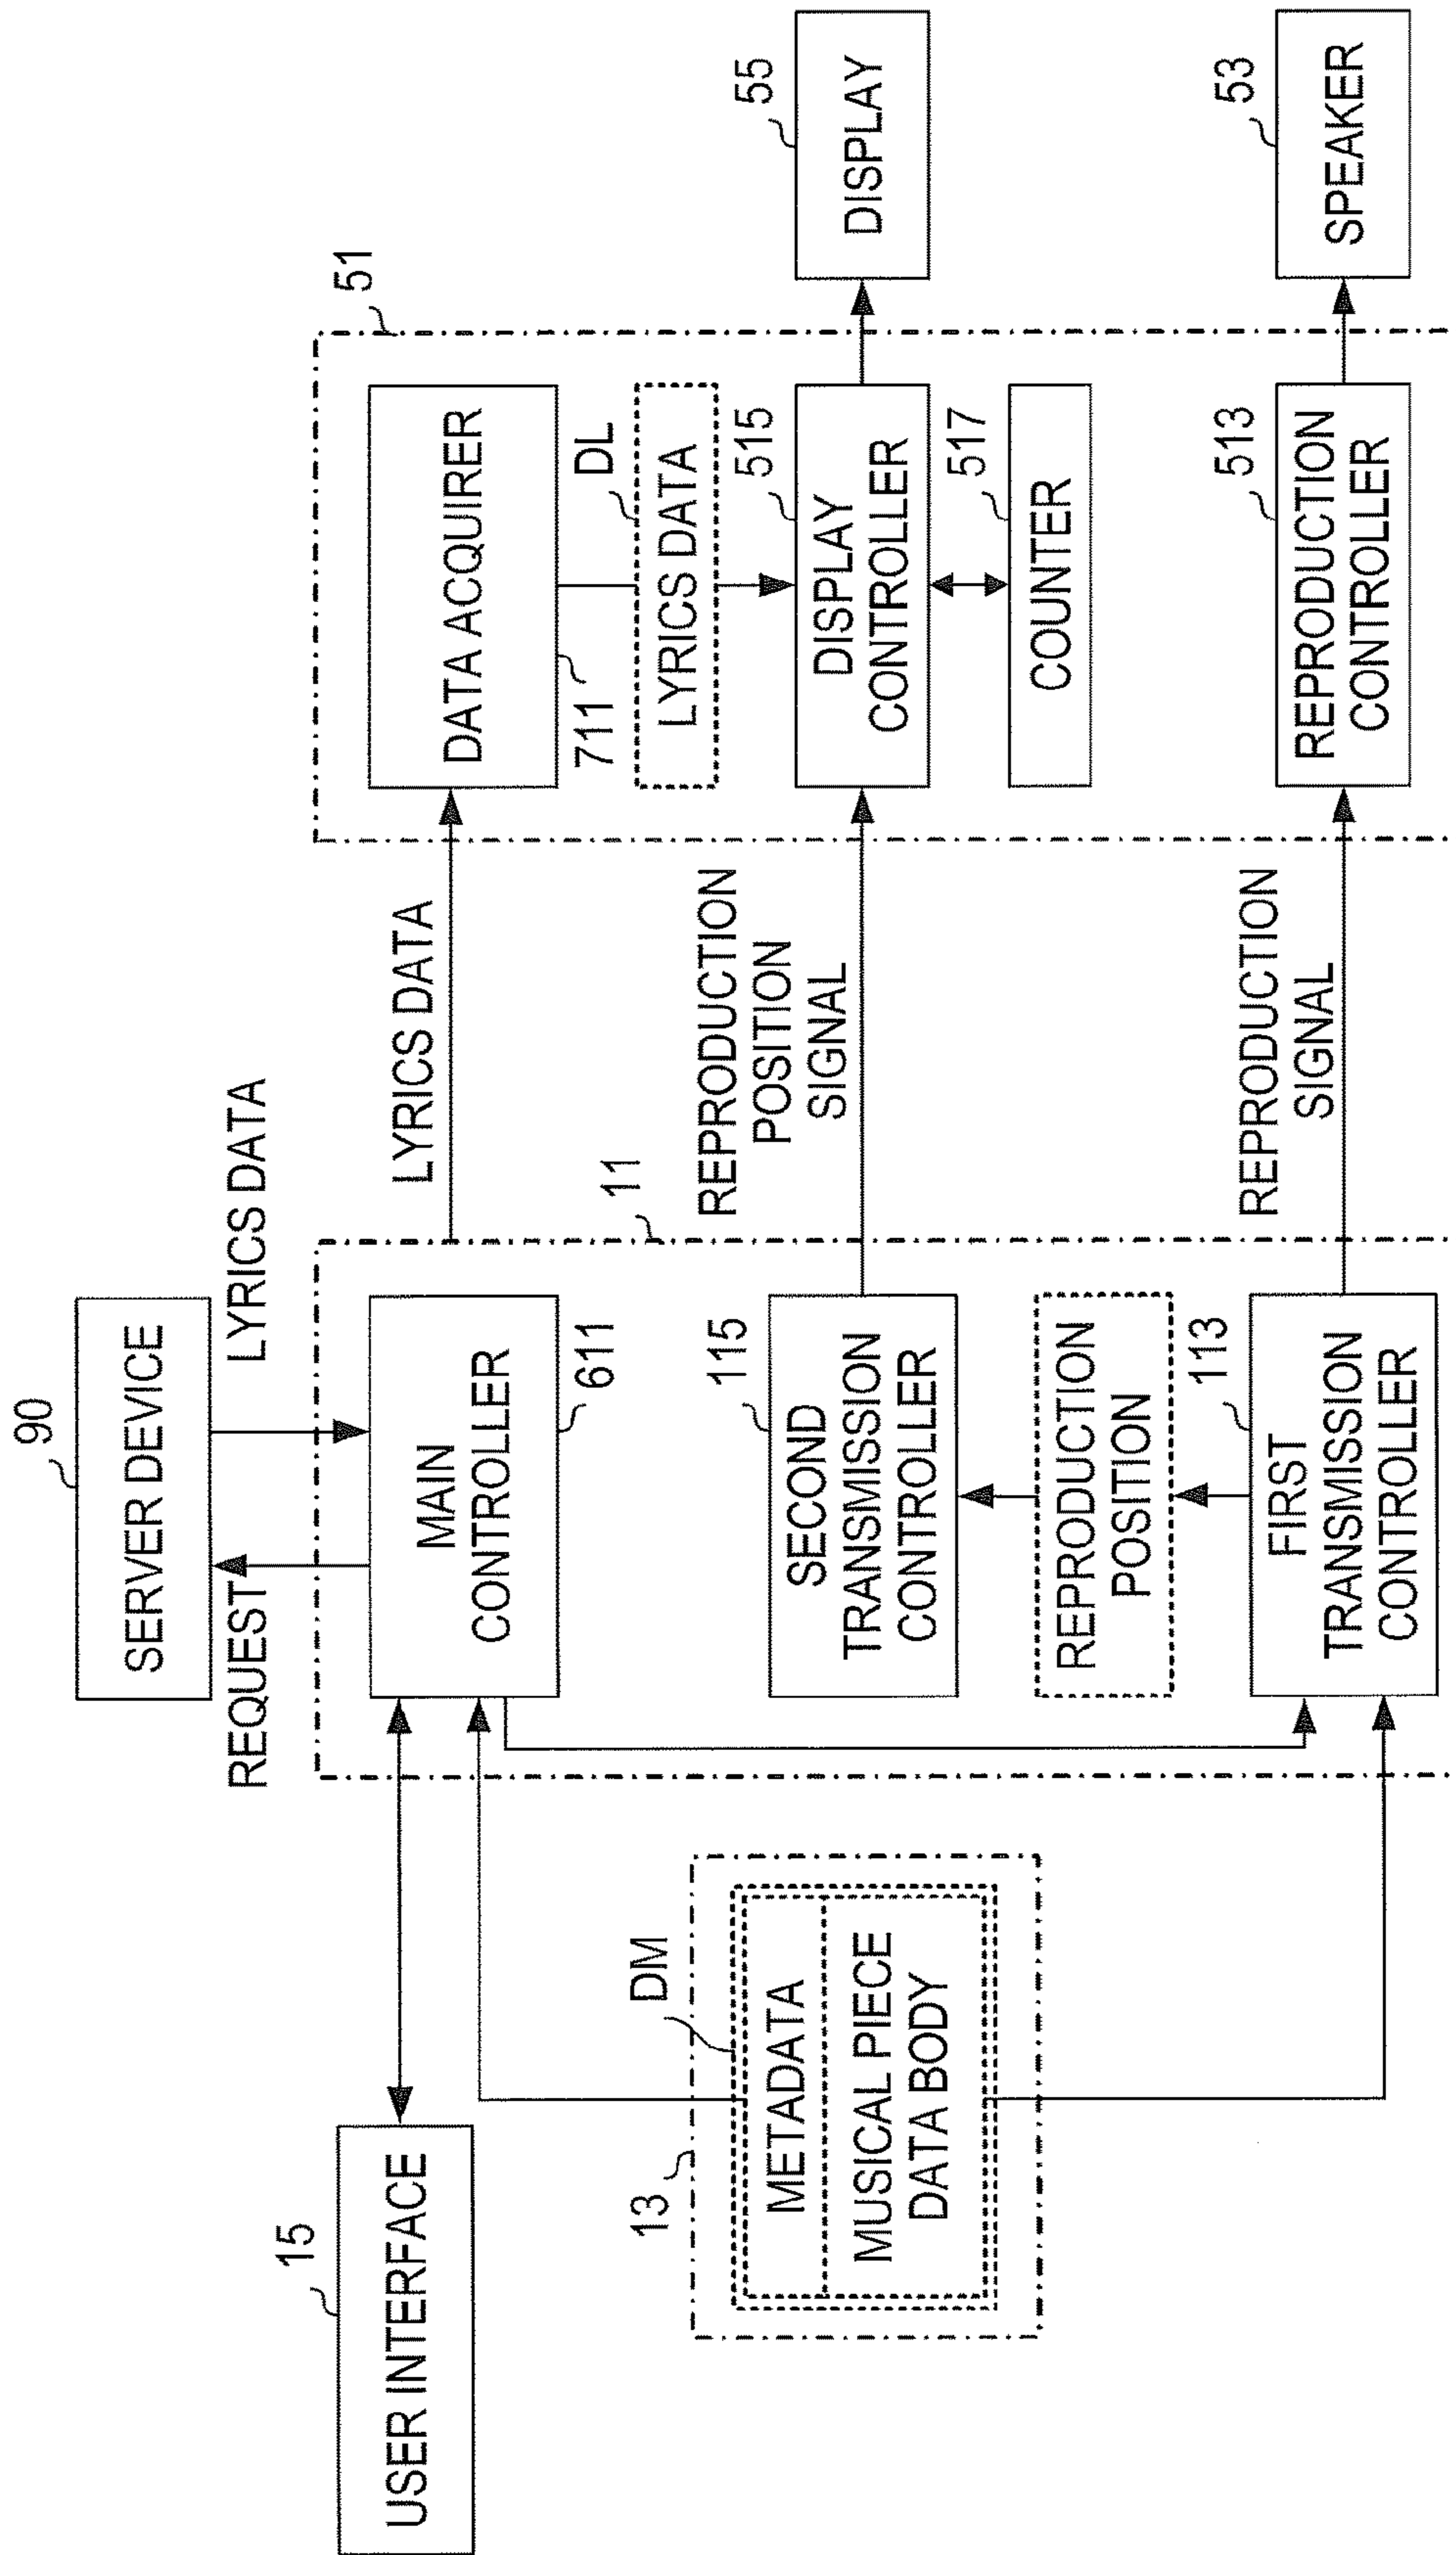 90
SERVER DEVICE
REQUEST
LYRICS DATA
15
USER INTERFACE
11
MAIN
CONTROLLER
611
LYRICS DATA
51
DATA ACQUIRER
711
DL
LYRICS DATA
13
DM
METADATA
MUSICAL PIECE
DATA BODY
115
SECOND
TRANSMISSION
CONTROLLER
REPRODUCTION
POSITION
SIGNAL
515
DISPLAY
CONTROLLER
55
DISPLAY
517
COUNTER
REPRODUCTION
POSITION
113
FIRST
TRANSMISSION
CONTROLLER
REPRODUCTION
SIGNAL
513
REPRODUCTION
CONTROLLER
53
SPEAKER